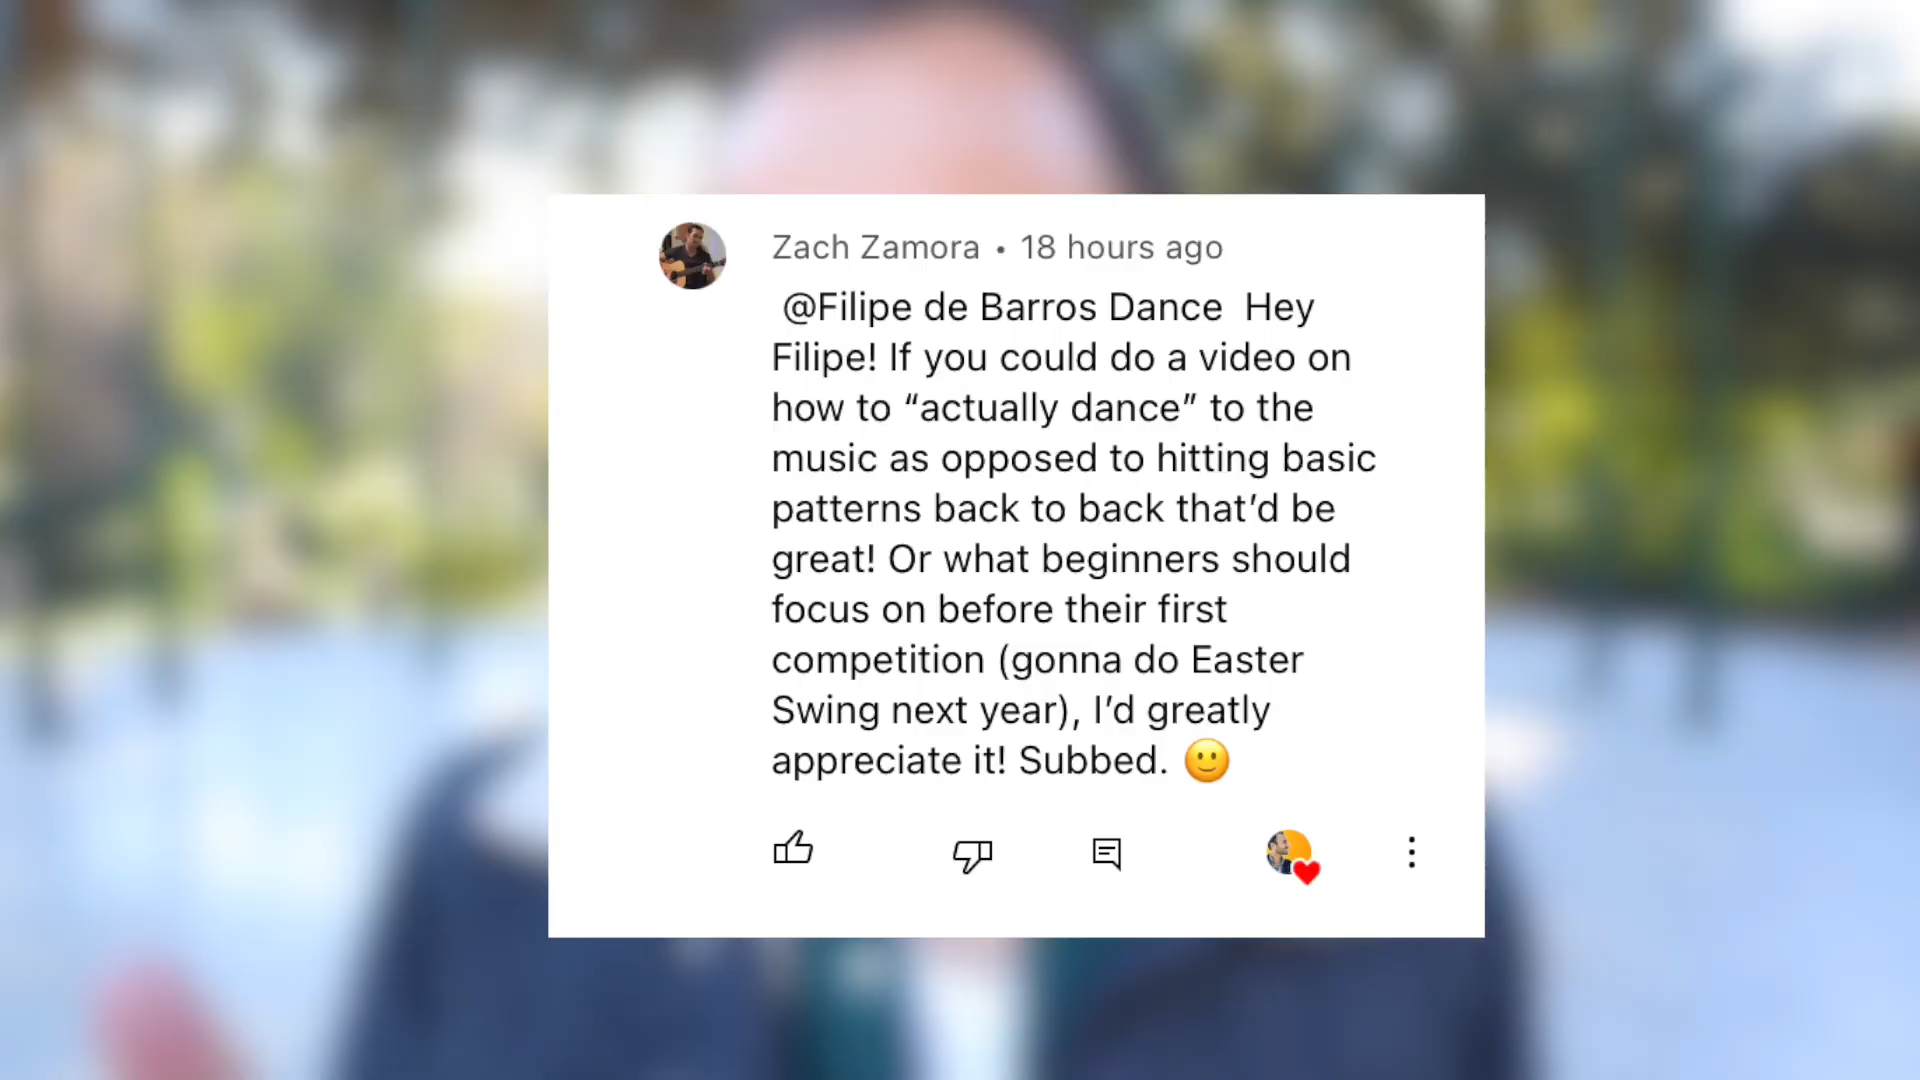 Zach Zamora • 18 hours ago
@Filipe de Barros Dance Hey
Filipe! If you could do a video on
how to “actually dance” to the
music as opposed to hitting basic
patterns back to back that’d be
great! Or what beginners should
focus on before their first
competition (gonna do Easter
Swing next year), I’d greatly
appreciate it! Subbed. 🙂